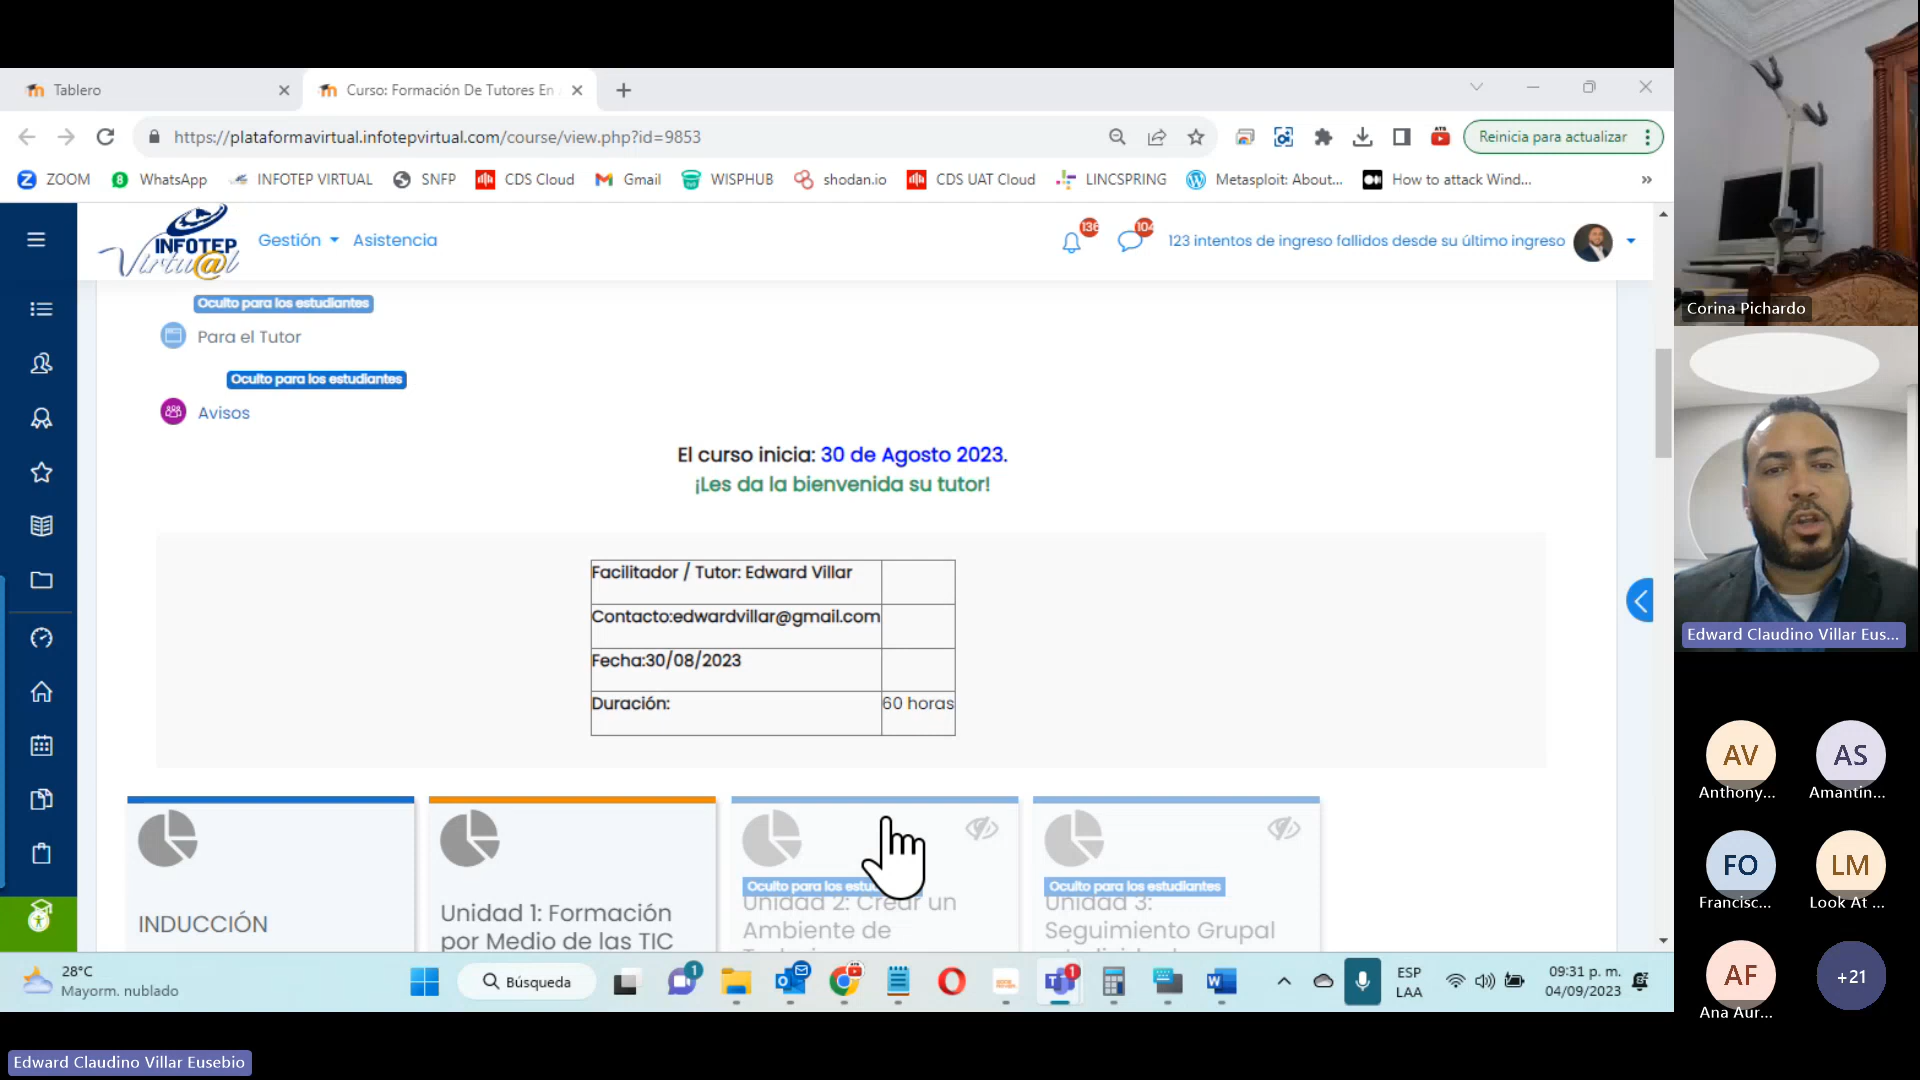 Tablero
Curso: Formación De Tutores En
https://plataformavirtual.infotepvirtual.com/course/view.php?id=9853
Reinicia para actualizar
ZOOM
WhatsApp
INFOTEP VIRTUAL
SNFP
CDS Cloud
Gmail
WISPHUB
shodan.io
CDS UAT Cloud
LINCSPRING
Metasploit: About...
How to attack Wind...
»
INFOTEP
Virtu@l
Gestión
Asistencia
136
104
123 intentos de ingreso fallidos desde su último ingreso
Oculto para los estudiantes
Para el Tutor
Oculto para los estudiantes
Avisos
El curso inicia: 30 de Agosto 2023.
¡Les da la bienvenida su tutor!
Facilitador / Tutor: Edward Villar
Contacto:edwardvillar@gmail.com
Fecha:30/08/2023
Duración: 60 horas
INDUCCIÓN
Unidad 1: Formación
por Medio de las TIC
Oculto para los estu
Unidad 2: Crear un
Ambiente de
Oculto para los estudiantes
Unidad 3:
Seguimiento Grupal
28°C
Mayorm. nublado
Búsqueda
1
1
ESP
LAA
09:31 p. m.
04/09/2023
Corina Pichardo
Edward Claudino Villar Eus...
AV
Anthony...
AS
Amantin...
FO
Francisc...
LM
Look At ...
AF
Ana Aur...
+21
Edward Claudino Villar Eusebio